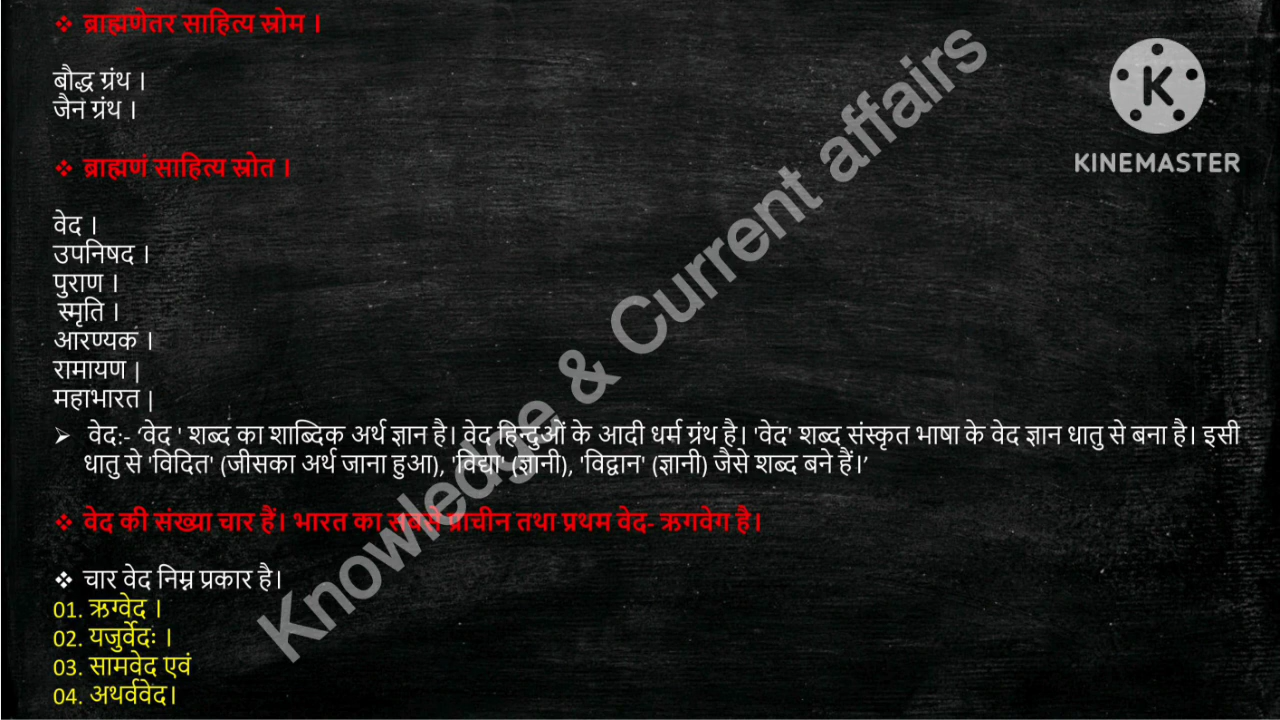 ❖ ब्राह्मणेतर साहित्य स्रोम ।
बौद्ध ग्रंथ ।
जैन ग्रंथ ।
❖ ब्राह्मणं साहित्य स्रोत ।
वेद ।
उपनिषद ।
पुराण ।
स्मृति ।
आरण्यक ।
रामायण |
महाभारत |
➢ वेद:- ‘वेद ' शब्द का शाब्दिक अर्थ ज्ञान है। वेद हिन्दुओं के आदी धर्म ग्रंथ है। 'वेद' शब्द संस्कृत भाषा के वेद ज्ञान धातु से बना है। इसी
धातु से 'विदित' (जीसका अर्थ जाना हुआ), 'विद्या' (ज्ञानी), 'विद्वान' (ज्ञानी) जैसे शब्द बने हैं।’
❖ वेद की संख्या चार हैं। भारत का सबसे प्राचीन तथा प्रथम वेद- ऋगवेग है।
❖ चार वेद निम्न प्रकार है।
01. ऋग्वेद ।
02. यजुर्वेदः ।
03. सामवेद एवं
04. अथर्ववेद।
Knowledge & Current affairs
K
KINEMASTER